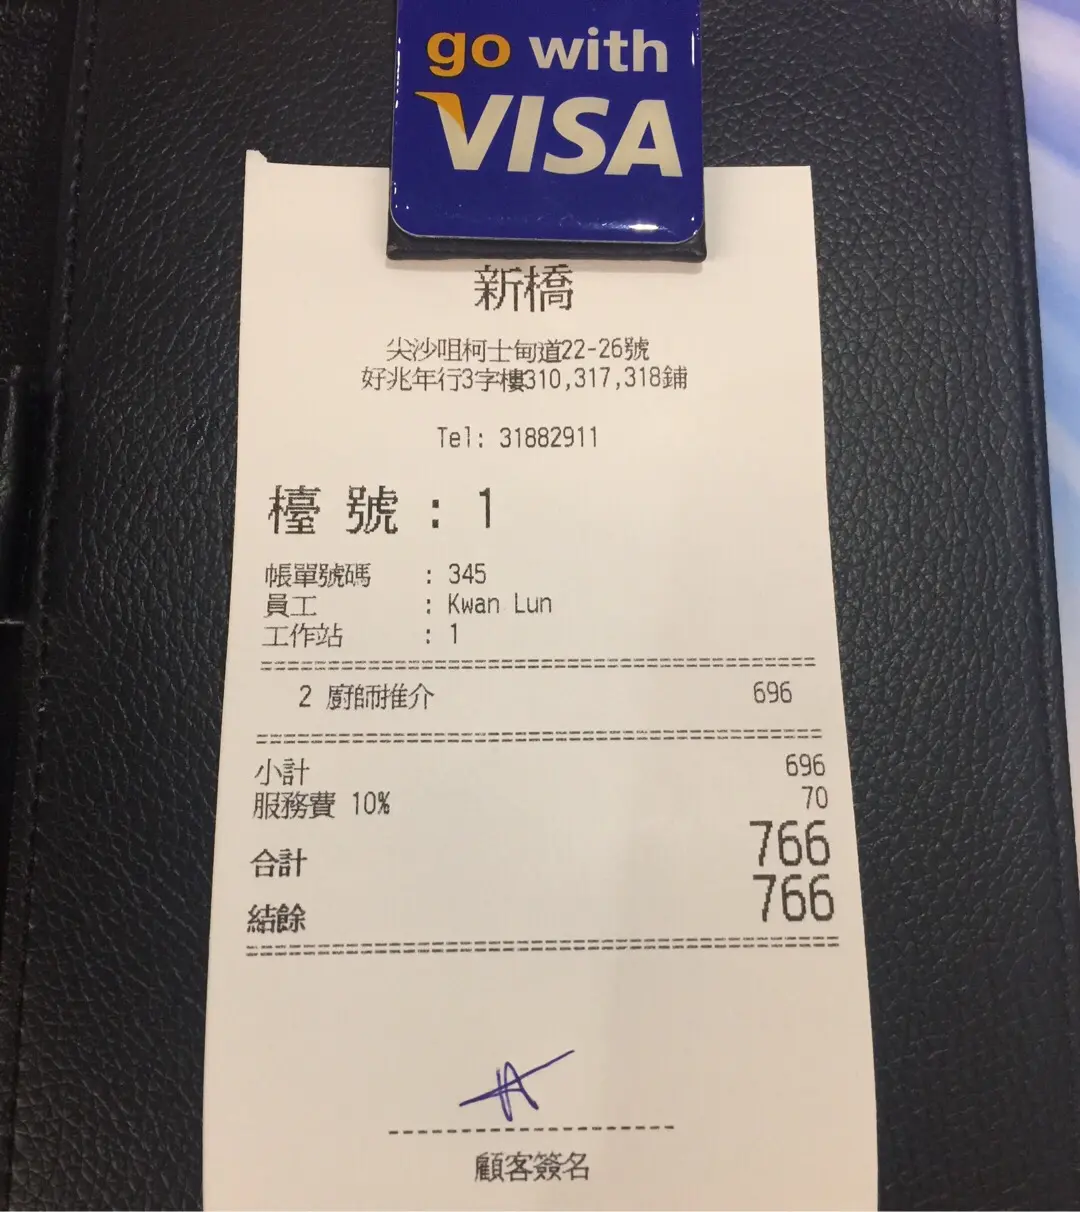 go with
VISA
新橋
尖沙咀柯士甸道22-26號
好兆年行3字樓310,317,318鋪
Tel: 31882911
檯 號 : 1
帳單號碼 : 345
員工 : Kwan Lun
工作站 : 1
2 廚師推介 696
小計 696
服務費 10% 70
合計 766
結餘 766
顧客簽名